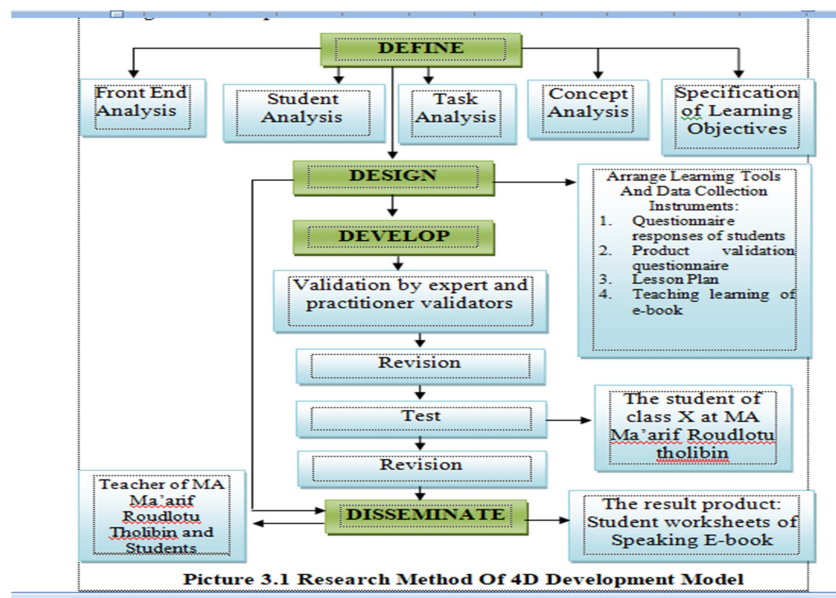 DEFINE
Front End
Analysis
Student
Analysis
Task
Analysis
Concept
Analysis
Specification
of Learning
Objectives
DESIGN
Arrange Learning Tools
And Data Collection
Instruments:
1. Questionnaire
responses of students
2. Product validation
questionnaire
3. Lesson Plan
4. Teaching learning of
e-book
DEVELOP
Validation by expert and
practitioner validators
Revision
Test
The student of
class X at MA
Ma'arif Roudlotu
tholibin
Revision
Teacher of MA
Ma'arif
Roudlotu
Tholibin and
Students
DISSEMINATE
The result product:
Student worksheets of
Speaking E-book
Picture 3.1 Research Method Of 4D Development Model